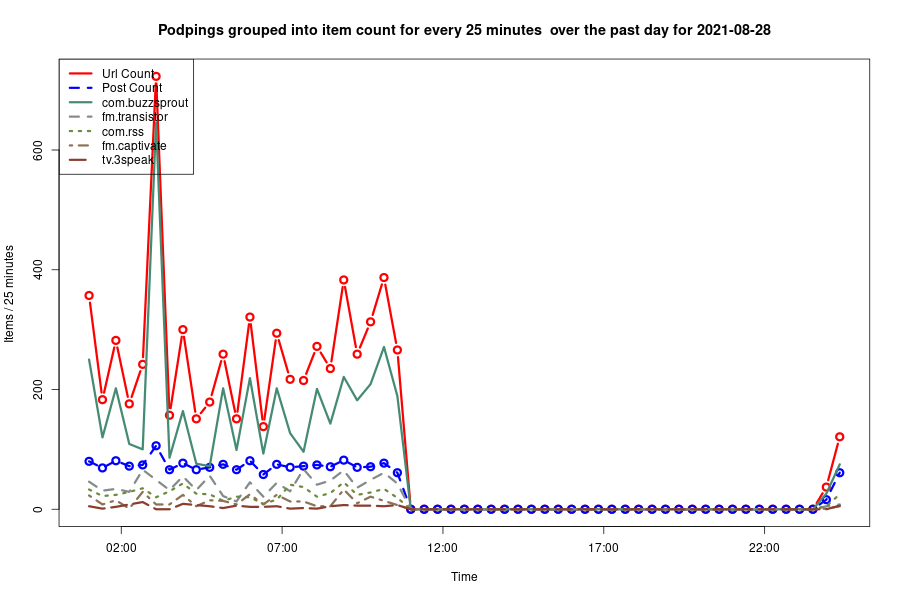 Podpings grouped into item count for every 25 minutes  over the past day for 2021-08-28
Url Count
Post Count
com.buzzsprout
fm.transistor
com.rss
fm.captivate
tv.3speak
Items / 25 minutes
600
400
200
0
02:00 07:00 12:00 17:00 22:00
Time